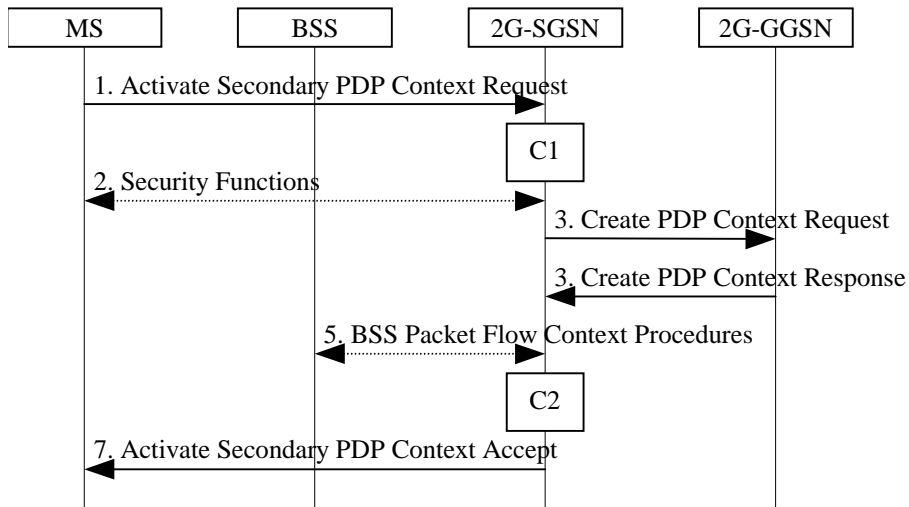 MS BSS 2G-SGSN 2G-GGSN
1. Activate Secondary PDP Context Request
C1
2. Security Functions
3. Create PDP Context Request
3. Create PDP Context Response
5. BSS Packet Flow Context Procedures
C2
7. Activate Secondary PDP Context Accept